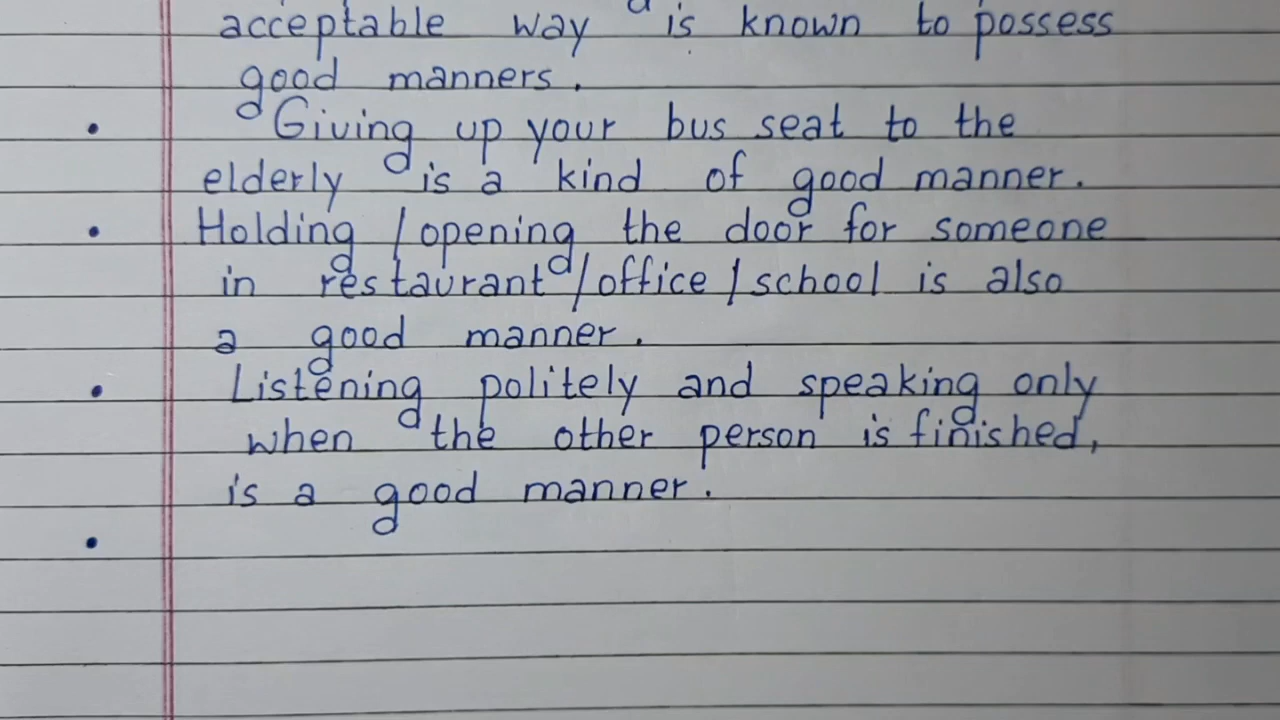 acceptable way is known to possess
good manners.
• Giving up your bus seat to the
elderly is a kind of good manner.
• Holding / opening the door for someone
in restaurant / office / school is also
a good manner.
• Listening politely and speaking only
when the other person is finished,
is a good manner.
•